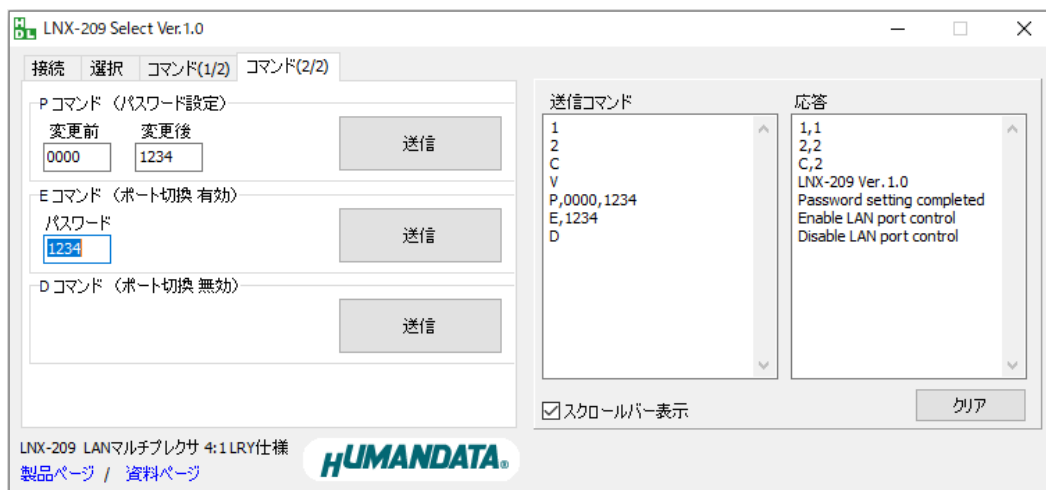 LNX-209 Select Ver.1.0
接続 選択 コマンド(1/2) コマンド(2/2)
P コマンド（パスワード設定）
変更前 変更後
0000 1234 送信
E コマンド（ポート切換 有効）
パスワード
1234 送信
D コマンド（ポート切換 無効）
送信
送信コマンド
1
2
C
V
P,0000,1234
E,1234
D
応答
1,1
2,2
C,2
LNX-209 Ver.1.0
Password setting completed
Enable LAN port control
Disable LAN port control
スクロールバー表示 クリア
LNX-209 LANマルチプレクサ 4:1 LRY仕様
製品ページ / 資料ページ
HUMANDATA®